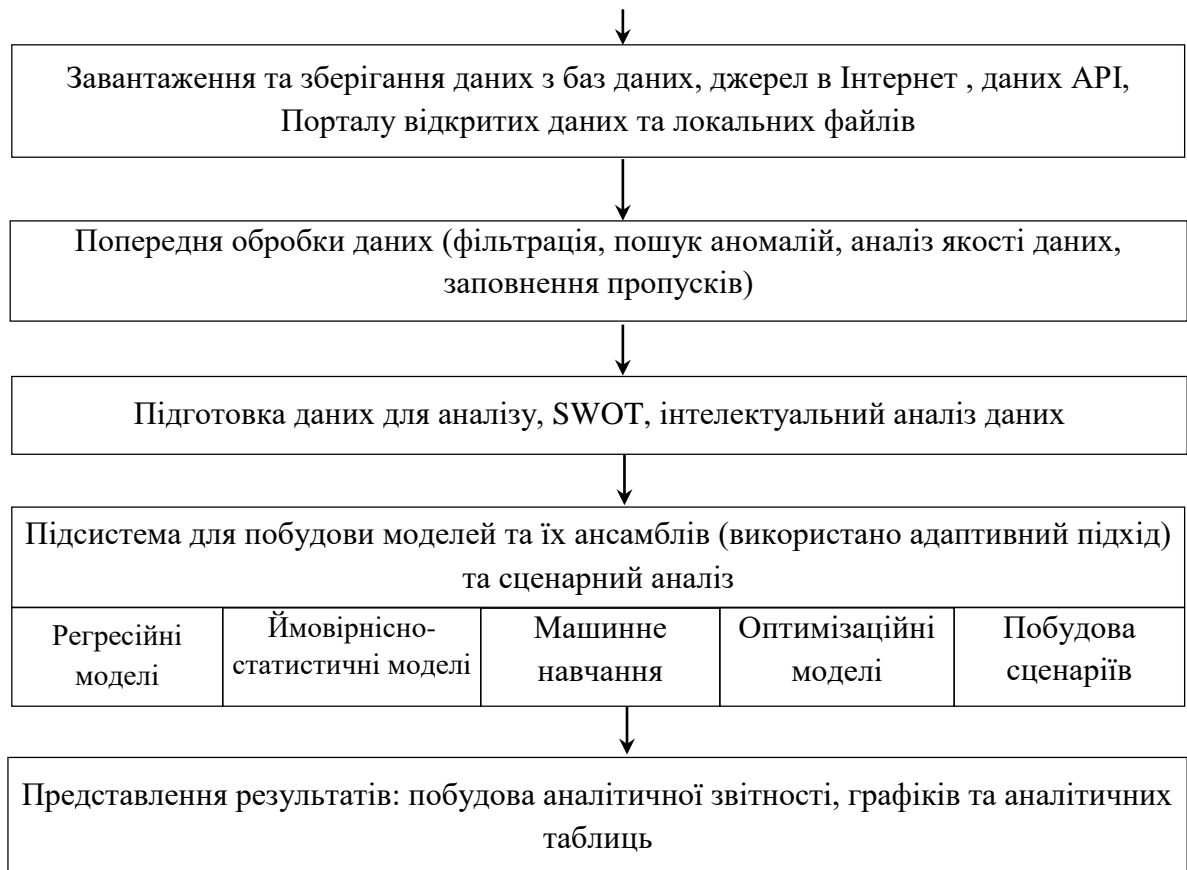 Завантаження та зберігання даних з баз даних, джерел в Інтернет , даних API,
Порталу відкритих даних та локальних файлів
Попередня обробки даних (фільтрація, пошук аномалій, аналіз якості даних,
заповнення пропусків)
Підготовка даних для аналізу, SWOT, інтелектуальний аналіз даних
Підсистема для побудови моделей та їх ансамблів (використано адаптивний підхід)
та сценарний аналіз
Регресійні
моделі
Ймовірнісно-
статистичні моделі
Машинне
навчання
Оптимізаційні
моделі
Побудова
сценаріїв
Представлення результатів: побудова аналітичної звітності, графіків та аналітичних
таблиць